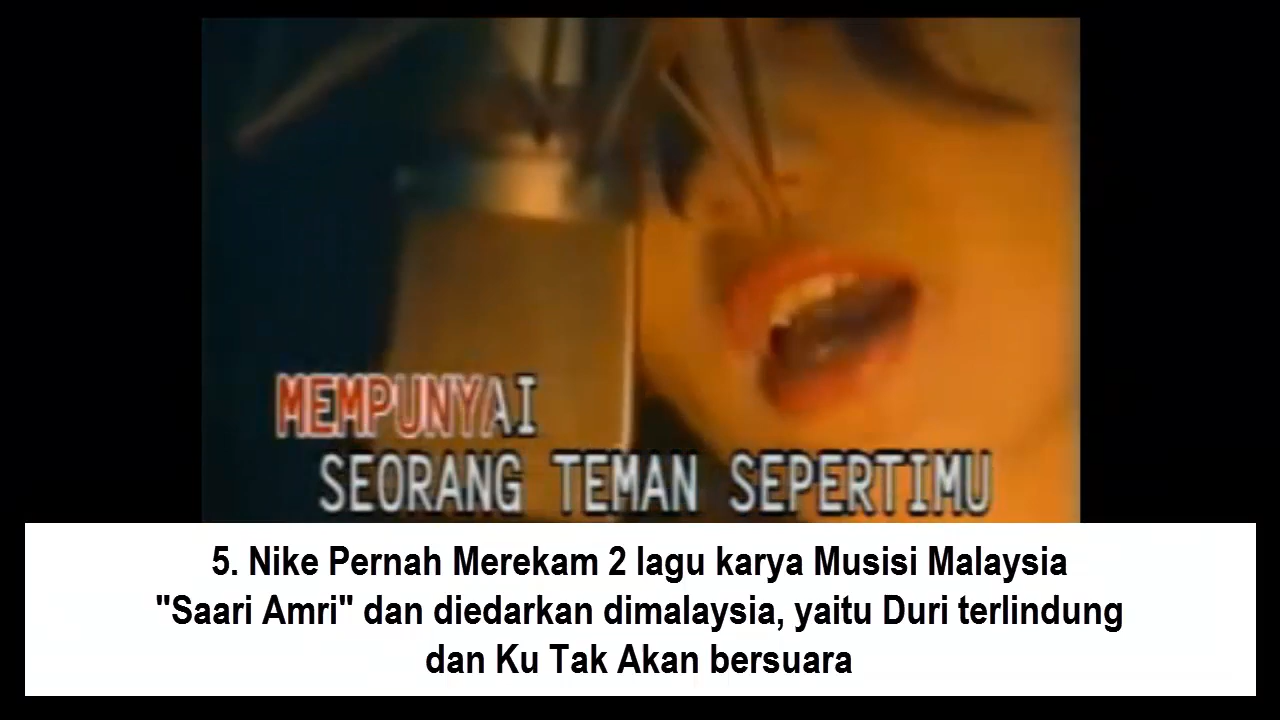 MEMPUNYAI
SEORANG TEMAN SEPERTIMU
5. Nike Pernah Merekam 2 lagu karya Musisi Malaysia
"Saari Amri" dan diedarkan dimalaysia, yaitu Duri terlindung
dan Ku Tak Akan bersuara